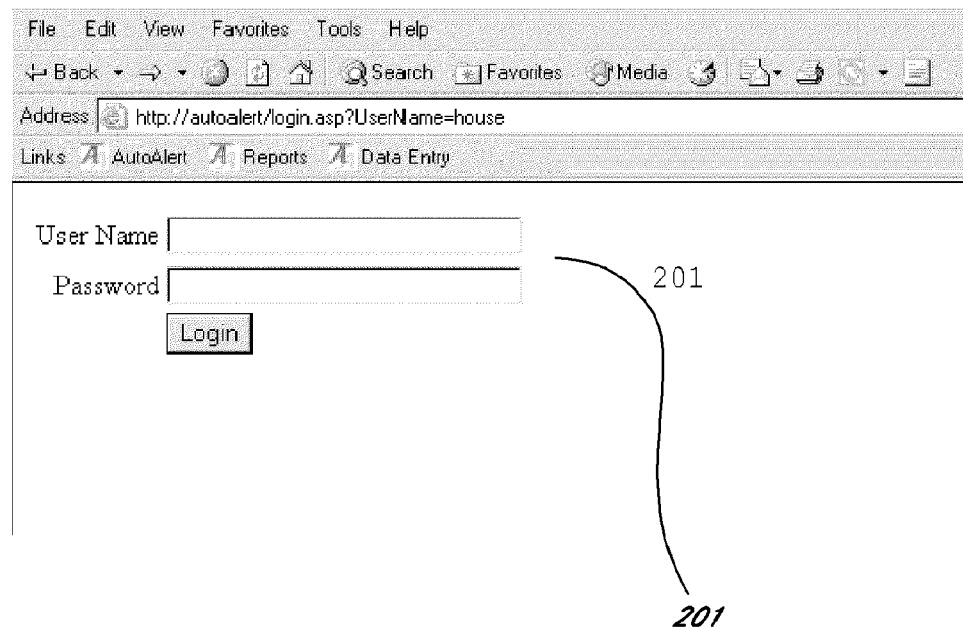 File Edit View Favorites Tools Help
Back Search Favorites Media
Address http://autoalert/login.asp?UserName=house
Links AutoAlert Reports Data Entry
User Name
Password
201
Login
201